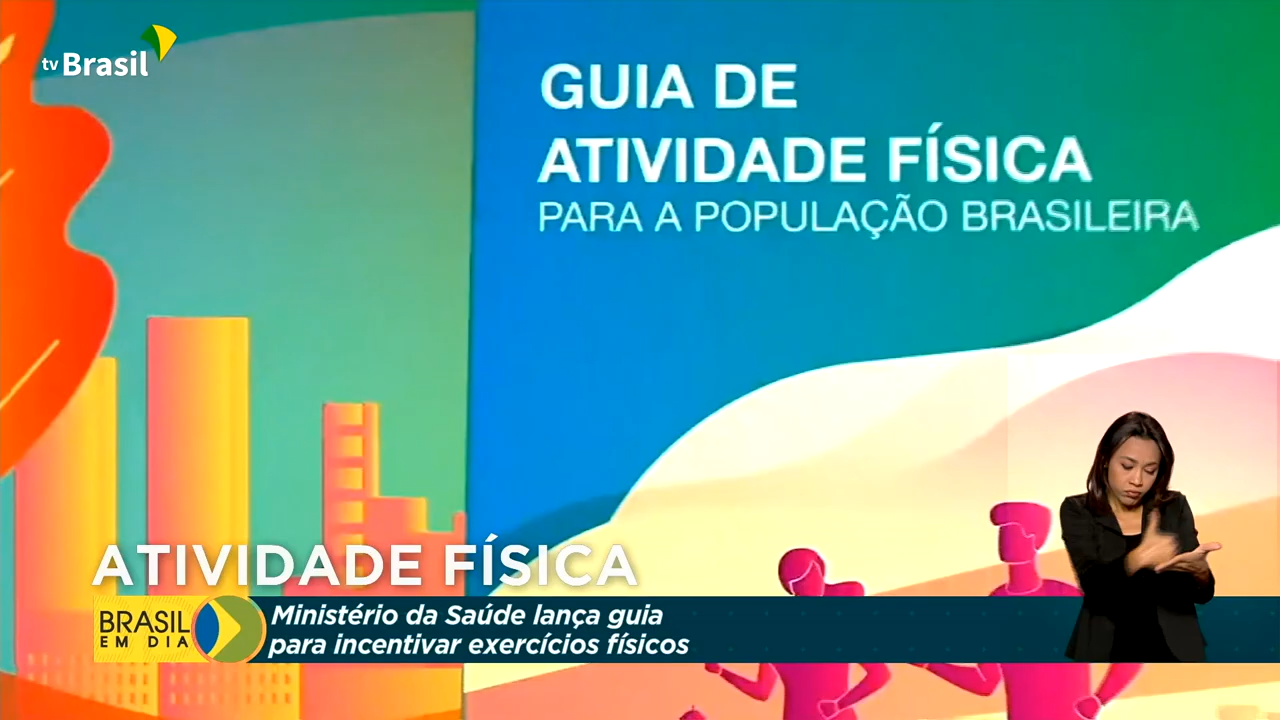 tv Brasil
GUIA DE
ATIVIDADE FÍSICA
PARA A POPULAÇÃO BRASILEIRA
ATIVIDADE FÍSICA
BRASIL
EM DIA
Ministério da Saúde lança guia
para incentivar exercícios físicos